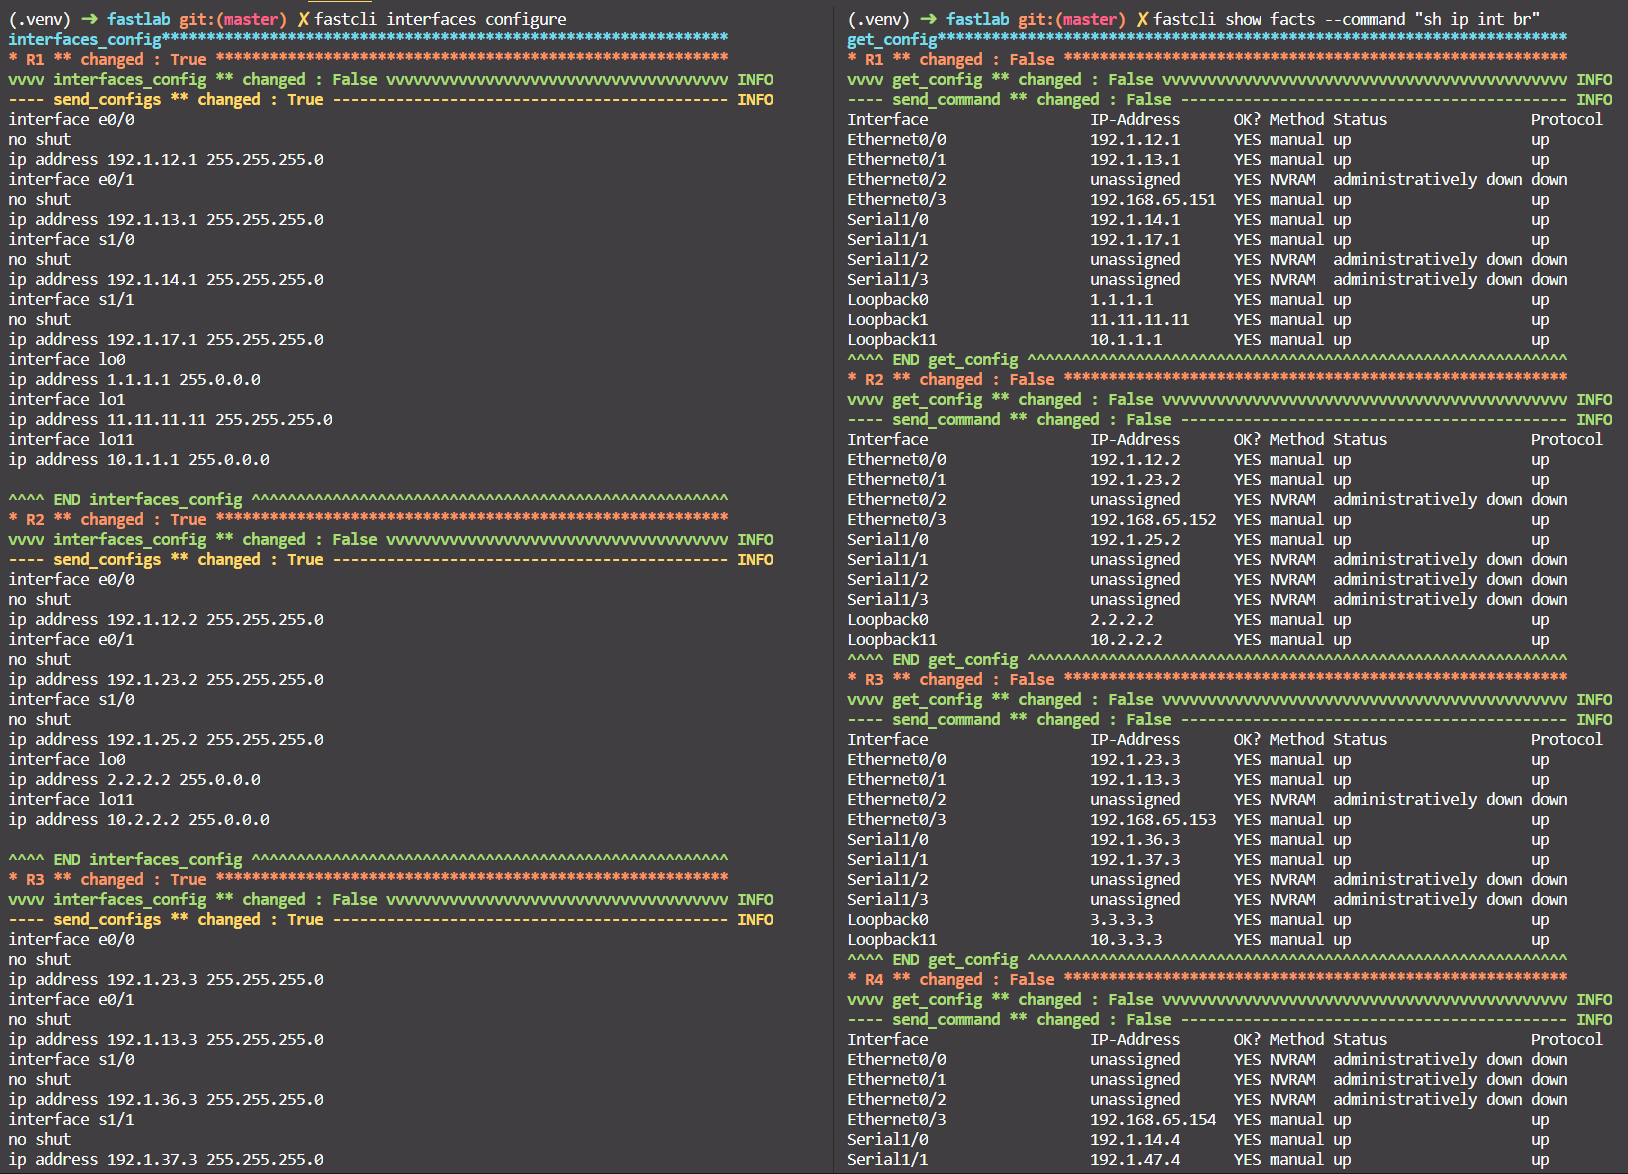 (.venv) ➜ fastlab git:(master) ✗ fastcli interfaces configure
interfaces_config***************************************************************
* R1 ** changed : True *********************************************************
vvvv interfaces_config ** changed : False vvvvvvvvvvvvvvvvvvvvvvvvvvvvvvvvvvvvvv INFO
---- send_configs ** changed : True -------------------------------------------- INFO
interface e0/0
no shut
ip address 192.1.12.1 255.255.255.0
interface e0/1
no shut
ip address 192.1.13.1 255.255.255.0
interface s1/0
no shut
ip address 192.1.14.1 255.255.255.0
interface s1/1
no shut
ip address 192.1.17.1 255.255.255.0
interface lo0
ip address 1.1.1.1 255.0.0.0
interface lo1
ip address 11.11.11.11 255.255.255.0
interface lo11
ip address 10.1.1.1 255.0.0.0
^^^^ END interfaces_config ^^^^^^^^^^^^^^^^^^^^^^^^^^^^^^^^^^^^^^^^^^^^^^^^^^^^^
* R2 ** changed : True *********************************************************
vvvv interfaces_config ** changed : False vvvvvvvvvvvvvvvvvvvvvvvvvvvvvvvvvvvvvv INFO
---- send_configs ** changed : True -------------------------------------------- INFO
interface e0/0
no shut
ip address 192.1.12.2 255.255.255.0
interface e0/1
no shut
ip address 192.1.23.2 255.255.255.0
interface s1/0
no shut
ip address 192.1.25.2 255.255.255.0
interface lo0
ip address 2.2.2.2 255.0.0.0
interface lo11
ip address 10.2.2.2 255.0.0.0
^^^^ END interfaces_config ^^^^^^^^^^^^^^^^^^^^^^^^^^^^^^^^^^^^^^^^^^^^^^^^^^^^^
* R3 ** changed : True *********************************************************
vvvv interfaces_config ** changed : False vvvvvvvvvvvvvvvvvvvvvvvvvvvvvvvvvvvvvv INFO
---- send_configs ** changed : True -------------------------------------------- INFO
interface e0/0
no shut
ip address 192.1.23.3 255.255.255.0
interface e0/1
no shut
ip address 192.1.13.3 255.255.255.0
interface s1/0
no shut
ip address 192.1.36.3 255.255.255.0
interface s1/1
no shut
ip address 192.1.37.3 255.255.255.0
(.venv) ➜ fastlab git:(master) ✗ fastcli show facts --command "sh ip int br"
get_config**********************************************************************
* R1 ** changed : False ********************************************************
vvvv get_config ** changed : False vvvvvvvvvvvvvvvvvvvvvvvvvvvvvvvvvvvvvvvvvvvvv INFO
---- send_command ** changed : False ------------------------------------------- INFO
Interface IP-Address OK? Method Status Protocol
Ethernet0/0 192.1.12.1 YES manual up up
Ethernet0/1 192.1.13.1 YES manual up up
Ethernet0/2 unassigned YES NVRAM administratively down down
Ethernet0/3 192.168.65.151 YES manual up up
Serial1/0 192.1.14.1 YES manual up up
Serial1/1 192.1.17.1 YES manual up up
Serial1/2 unassigned YES NVRAM administratively down down
Serial1/3 unassigned YES NVRAM administratively down down
Loopback0 1.1.1.1 YES manual up up
Loopback1 11.11.11.11 YES manual up up
Loopback11 10.1.1.1 YES manual up up
^^^^ END get_config ^^^^^^^^^^^^^^^^^^^^^^^^^^^^^^^^^^^^^^^^^^^^^^^^^^^^^^^^^^^^
* R2 ** changed : False ********************************************************
vvvv get_config ** changed : False vvvvvvvvvvvvvvvvvvvvvvvvvvvvvvvvvvvvvvvvvvvvv INFO
---- send_command ** changed : False ------------------------------------------- INFO
Interface IP-Address OK? Method Status Protocol
Ethernet0/0 192.1.12.2 YES manual up up
Ethernet0/1 192.1.23.2 YES manual up up
Ethernet0/2 unassigned YES NVRAM administratively down down
Ethernet0/3 192.168.65.152 YES manual up up
Serial1/0 192.1.25.2 YES manual up up
Serial1/1 unassigned YES NVRAM administratively down down
Serial1/2 unassigned YES NVRAM administratively down down
Serial1/3 unassigned YES NVRAM administratively down down
Loopback0 2.2.2.2 YES manual up up
Loopback11 10.2.2.2 YES manual up up
^^^^ END get_config ^^^^^^^^^^^^^^^^^^^^^^^^^^^^^^^^^^^^^^^^^^^^^^^^^^^^^^^^^^^^
* R3 ** changed : False ********************************************************
vvvv get_config ** changed : False vvvvvvvvvvvvvvvvvvvvvvvvvvvvvvvvvvvvvvvvvvvvv INFO
---- send_command ** changed : False ------------------------------------------- INFO
Interface IP-Address OK? Method Status Protocol
Ethernet0/0 192.1.23.3 YES manual up up
Ethernet0/1 192.1.13.3 YES manual up up
Ethernet0/2 unassigned YES NVRAM administratively down down
Ethernet0/3 192.168.65.153 YES manual up up
Serial1/0 192.1.36.3 YES manual up up
Serial1/1 192.1.37.3 YES manual up up
Serial1/2 unassigned YES NVRAM administratively down down
Serial1/3 unassigned YES NVRAM administratively down down
Loopback0 3.3.3.3 YES manual up up
Loopback11 10.3.3.3 YES manual up up
^^^^ END get_config ^^^^^^^^^^^^^^^^^^^^^^^^^^^^^^^^^^^^^^^^^^^^^^^^^^^^^^^^^^^^
* R4 ** changed : False ********************************************************
vvvv get_config ** changed : False vvvvvvvvvvvvvvvvvvvvvvvvvvvvvvvvvvvvvvvvvvvvv INFO
---- send_command ** changed : False ------------------------------------------- INFO
Interface IP-Address OK? Method Status Protocol
Ethernet0/0 unassigned YES NVRAM administratively down down
Ethernet0/1 unassigned YES NVRAM administratively down down
Ethernet0/2 unassigned YES NVRAM administratively down down
Ethernet0/3 192.168.65.154 YES manual up up
Serial1/0 192.1.14.4 YES manual up up
Serial1/1 192.1.47.4 YES manual up up